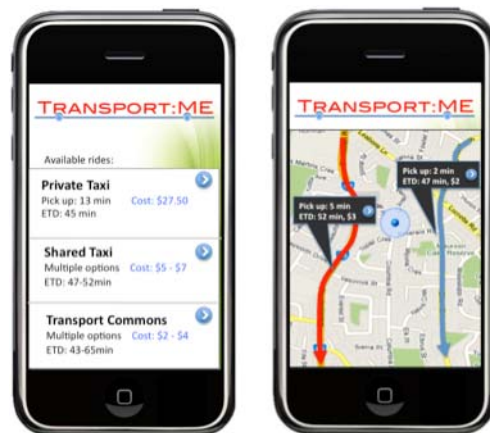 TRANSPORT:ME
Available rides:
Private Taxi
Pick up: 13 min Cost: $27.50
ETD: 45 min
Shared Taxi
Multiple options Cost: $5 - $7
ETD: 47-52min
Transport Commons
Multiple options Cost: $2 - $4
ETD: 43-65min
TRANSPORT:ME
Pick up: 2 min
ETD: 47 min, $2
Pick up: 5 min
ETD: 52 min, $3